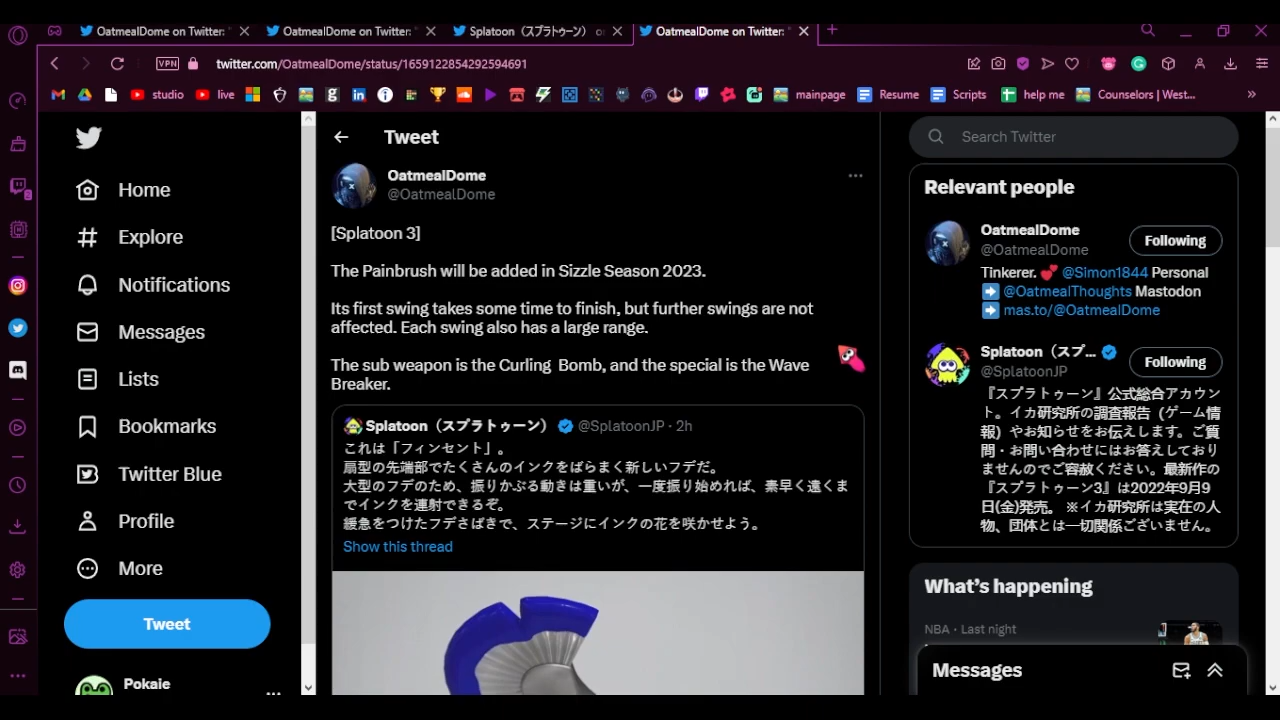 OatmealDome on Twitter: "
OatmealDome on Twitter:
Splatoon（スプラトゥーン） o
OatmealDome on Twitter: "
VPN
twitter.com/OatmealDome/status/1659122854292594691
studio
live
mainpage
Resume
Scripts
help me
Counselors | West...
Home
Explore
Notifications
Messages
Lists
Bookmarks
Twitter Blue
Profile
More
Tweet
Pokaie
Tweet
OatmealDome
@OatmealDome
[Splatoon 3]
The Painbrush will be added in Sizzle Season 2023.
Its first swing takes some time to finish, but further swings are not
affected. Each swing also has a large range.
The sub weapon is the Curling Bomb, and the special is the Wave
Breaker.
Splatoon（スプラトゥーン） @SplatoonJP · 2h
これは「フィンセント」。
扇型の先端部でたくさんのインクをばらまく新しいフデだ。
大型のフデのため、振りかぶる動きは重いが、一度振り始めれば、素早く遠くま
でインクを連射できるぞ。
緩急をつけたフデさばきで、ステージにインクの花を咲かせよう。
Show this thread
Search Twitter
Relevant people
OatmealDome
@OatmealDome
Following
Tinkerer. 💕 @Simon1844 Personal
➡️ @OatmealThoughts Mastodon
➡️ mas.to/@OatmealDome
Splatoon（スプ...
@SplatoonJP
Following
『スプラトゥーン』公式総合アカウン
ト。イカ研究所の調査報告（ゲーム情
報）やお知らせをお伝えします。ご質
問・お問い合わせにはお答えしており
ませんのでご容赦ください。最新作の
『スプラトゥーン3』は2022年9月9
日(金)発売。 ※イカ研究所は実在の人
物、団体とは一切関係ございません。
What's happening
NBA · Last night
Messages